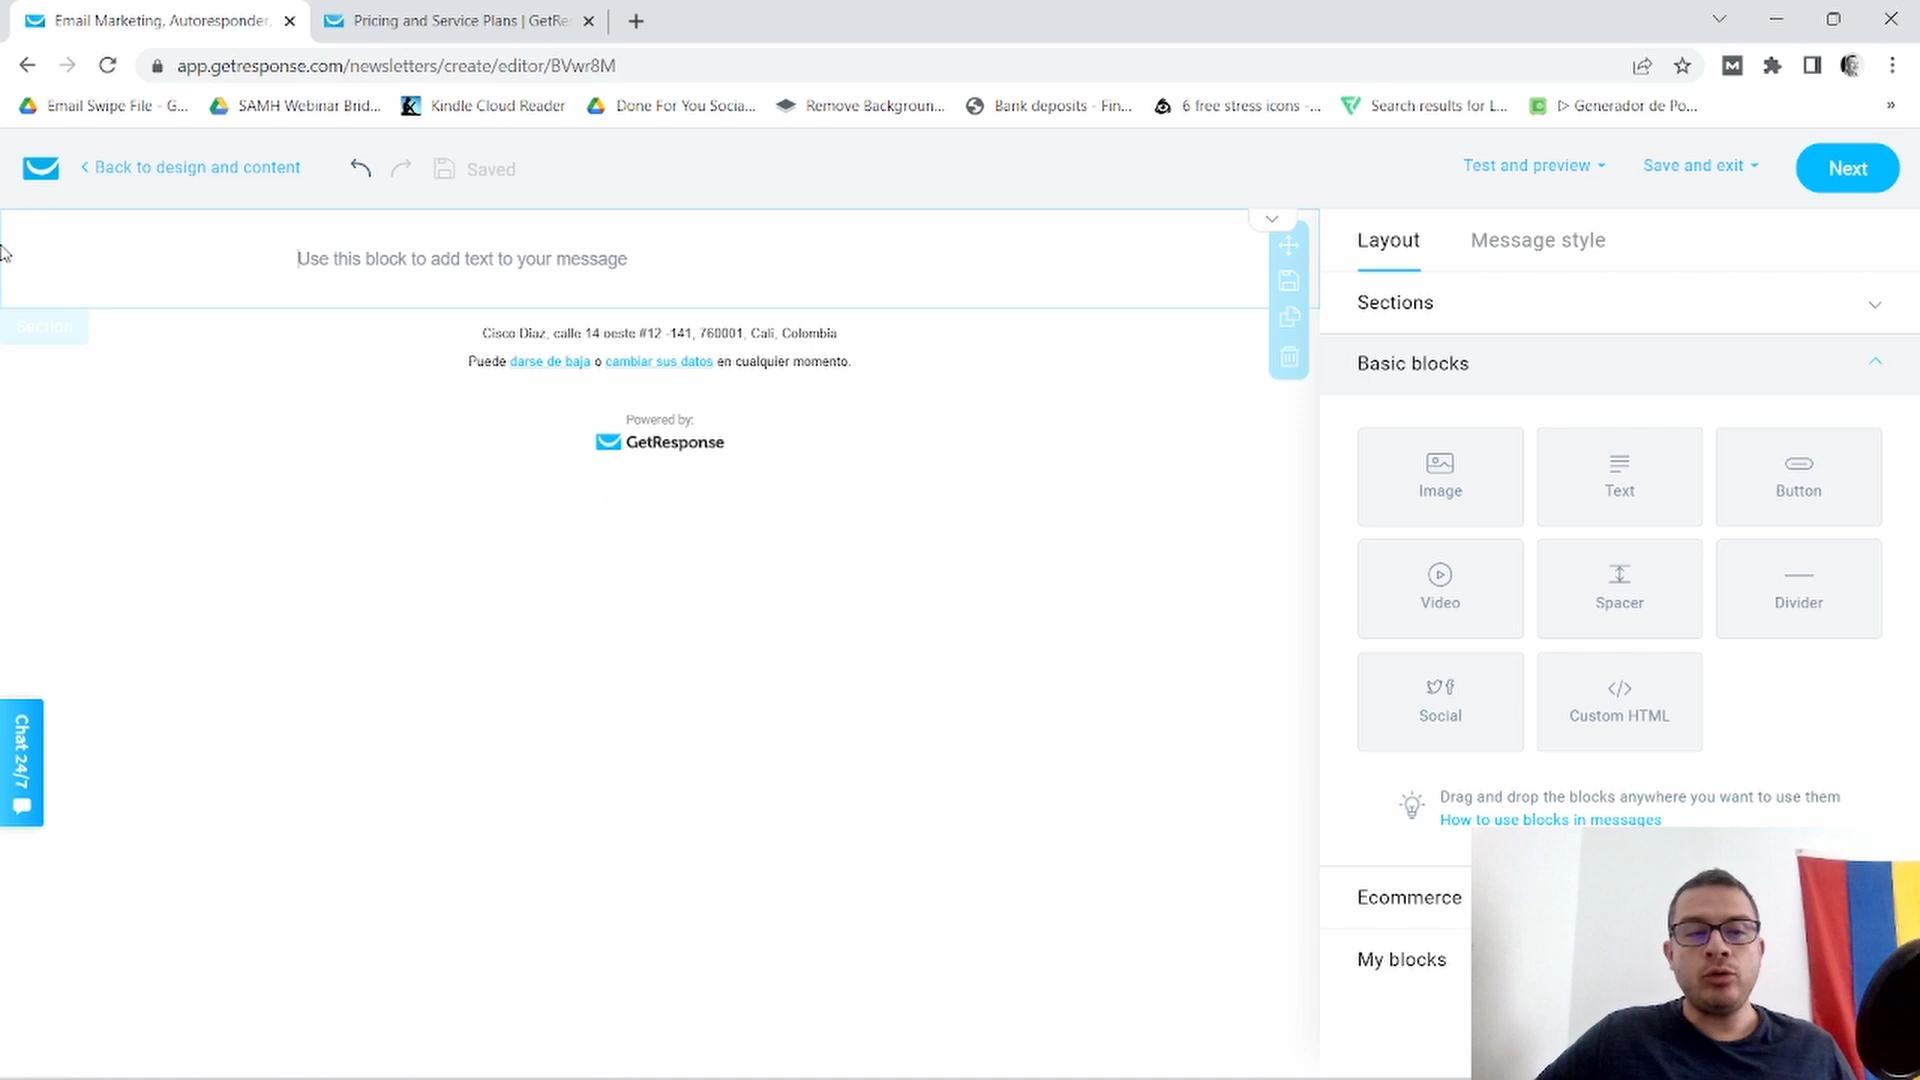 Email Marketing, Autoresponder,
Pricing and Service Plans | GetRe
app.getresponse.com/newsletters/create/editor/BVwr8M
Email Swipe File - G...
SAMH Webinar Brid...
Kindle Cloud Reader
Done For You Socia...
Remove Backgroun...
Bank deposits - Fin...
6 free stress icons -...
Search results for L...
▷ Generador de Po...
»
Back to design and content
Saved
Test and preview
Save and exit
Next
Use this block to add text to your message
Section
Cisco Diaz, calle 14 oeste #12 -141, 760001, Cali, Colombia
Puede darse de baja o cambiar sus datos en cualquier momento.
Powered by:
GetResponse
Chat 24/7
Layout
Message style
Sections
Basic blocks
Image
Text
Button
Video
Spacer
Divider
Social
Custom HTML
Drag and drop the blocks anywhere you want to use them
How to use blocks in messages
Ecommerce
My blocks